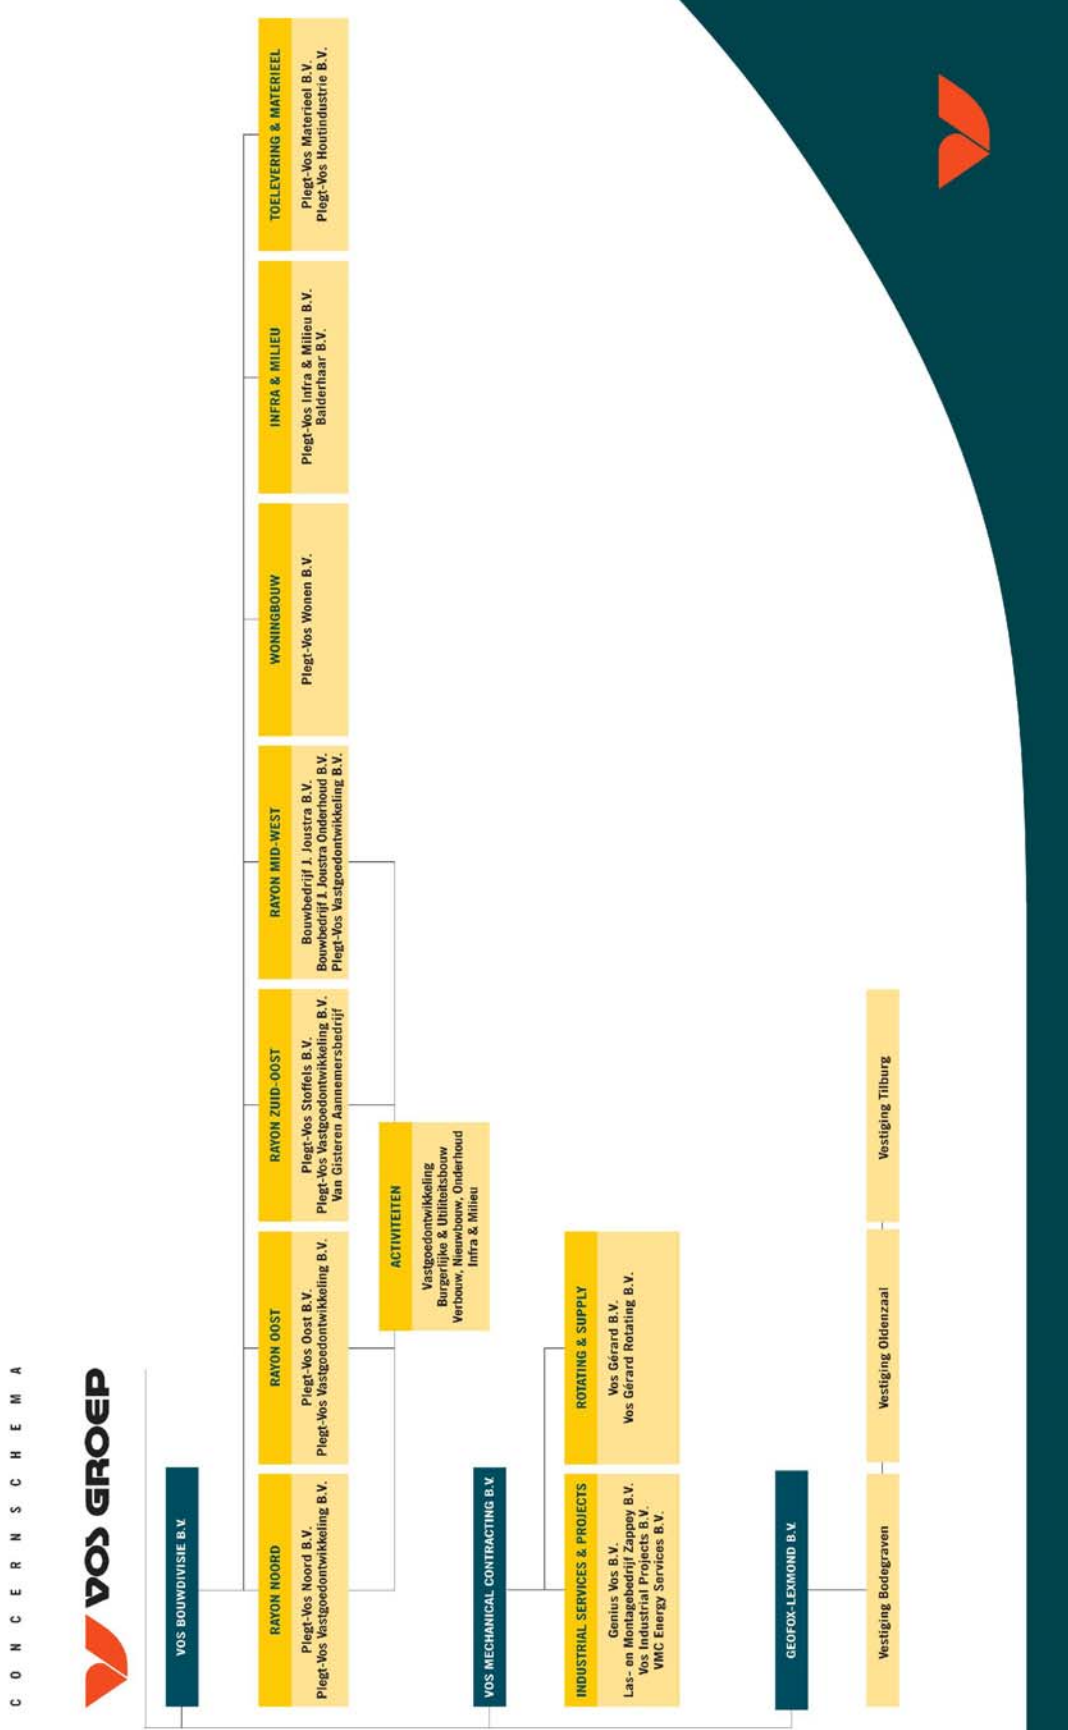 CONCERNSCHEMA
VOS GROEP
VOS BOUWDIVISIE B.V.
RAYON NOORD
Plegt-Vos Noord B.V.
Plegt-Vos Vastgoedontwikkeling B.V.
RAYON OOST
Plegt-Vos Oost B.V.
Plegt-Vos Vastgoedontwikkeling B.V.
RAYON ZUID-OOST
Plegt-Vos Stoffels B.V.
Plegt-Vos Vastgoedontwikkeling B.V.
Van Gisteren Aannemersbedrijf
RAYON MID-WEST
Bouwbedrijf J. Joustra B.V.
Bouwbedrijf J. Joustra Onderhoud B.V.
Plegt-Vos Vastgoedontwikkeling B.V.
WONINGBOUW
Plegt-Vos Wonen B.V.
INFRA & MILIEU
Plegt-Vos Infra & Milieu B.V.
Balderhaar B.V.
TOELEVERING & MATERIEEL
Plegt-Vos Materieel B.V.
Plegt-Vos Houtindustrie B.V.
ACTIVITEITEN
Vastgoedontwikkeling
Burgerlijke & Utiliteitsbouw
Verbouw, Nieuwbouw, Onderhoud
Infra & Milieu
VOS MECHANICAL CONTRACTING B.V.
INDUSTRIAL SERVICES & PROJECTS
Genius Vos B.V.
Las- en Montagebedrijf Zappey B.V.
Vos Industrial Projects B.V.
VMC Energy Services B.V.
ROTATING & SUPPLY
Vos Gérard B.V.
Vos Gérard Rotating B.V.
GEOFOX-LEXMOND B.V.
Vestiging Bodegraven
Vestiging Oldenzaal
Vestiging Tilburg